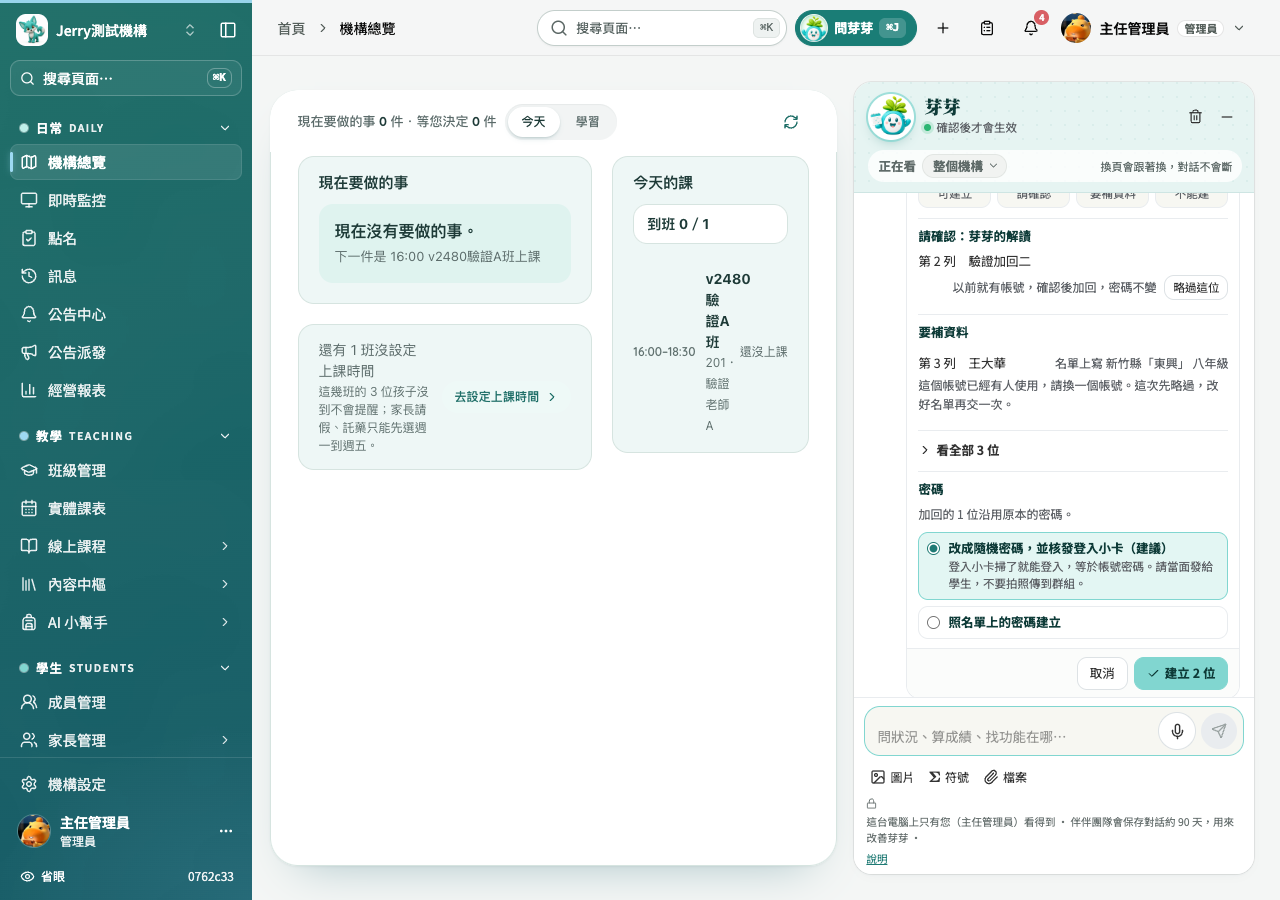 Jerry測試機構
搜尋頁面⋯ ⌘K
日常 DAILY
機構總覽
即時監控
點名
訊息
公告中心
公告派發
經營報表
教學 TEACHING
班級管理
實體課表
線上課程
內容中樞
AI 小幫手
學生 STUDENTS
成員管理
家長管理
機構設定
主任管理員
管理員
省眼 0762c33
首頁 機構總覽
搜尋頁面⋯ ⌘K
問芽芽 ⌘J
4
主任管理員 管理員
現在要做的事 0 件 · 等您決定 0 件 今天 學習
現在要做的事
現在沒有要做的事。
下一件是 16:00 v2480驗證A班上課
還有 1 班沒設定
上課時間
這幾班的 3 位孩子沒
到不會提醒；家長請
假、託藥只能先選週
一到週五。
去設定上課時間
今天的課
到班 0 / 1
16:00–18:30
v2480
驗
證A
班
201 ·
驗證
老師
A
還沒上課
芽芽
確認後才會生效
正在看 整個機構 換頁會跟著換，對話不會斷
可建立 請確認 要補資料 不能建
請確認：芽芽的解讀
第 2 列 驗證加回二
以前就有帳號，確認後加回，密碼不變 略過這位
要補資料
第 3 列 王大華 名單上寫 新竹縣「東興」 八年級
這個帳號已經有人使用，請換一個帳號。這次先略過，改
好名單再交一次。
看全部 3 位
密碼
加回的 1 位沿用原本的密碼。
改成隨機密碼，並核發登入小卡（建議）
登入小卡掃了就能登入，等於帳號密碼。請當面發給
學生，不要拍照傳到群組。
照名單上的密碼建立
取消 建立 2 位
問狀況、算成績、找功能在哪⋯
圖片 符號 檔案
這台電腦上只有您（主任管理員）看得到 · 伴伴團隊會保存對話約 90 天，用來
改善芽芽 ·
說明